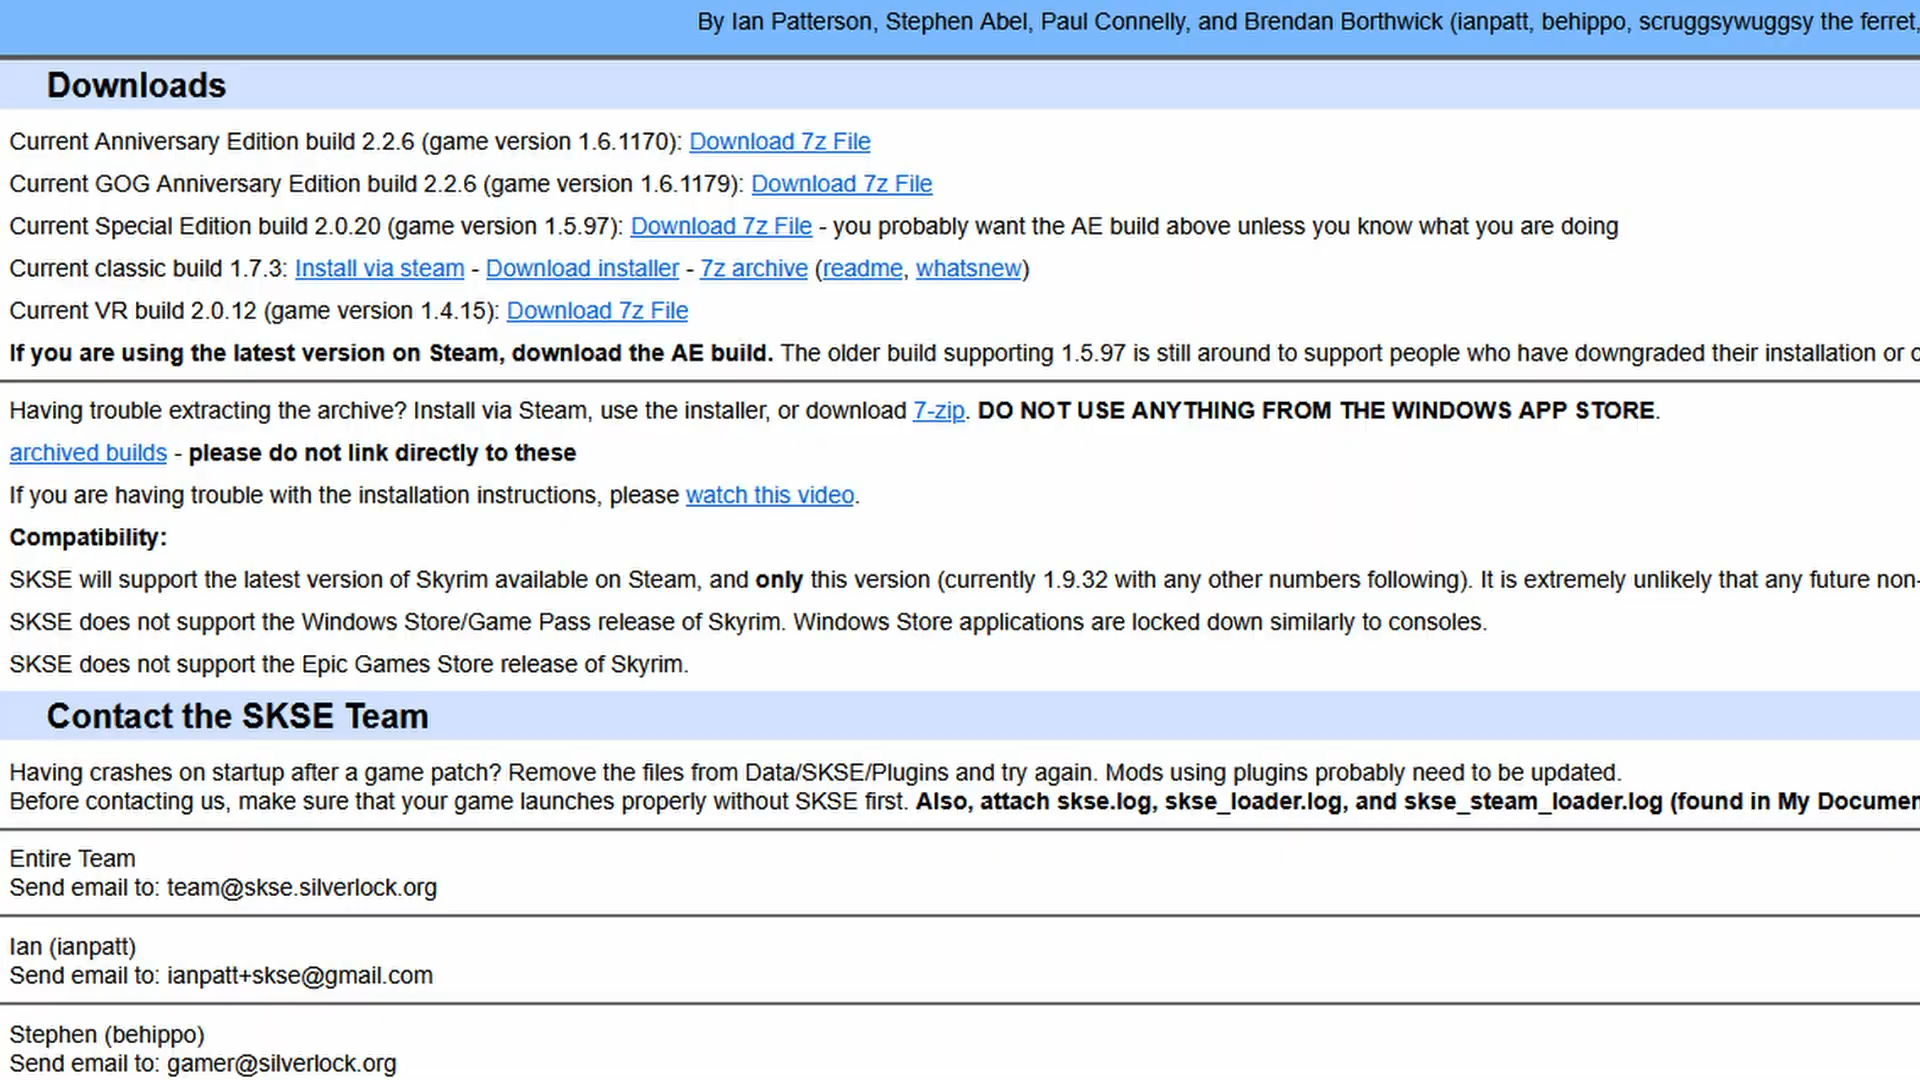 By Ian Patterson, Stephen Abel, Paul Connelly, and Brendan Borthwick (ianpatt, behippo, scruggsywuggsy the ferret,
Downloads
Current Anniversary Edition build 2.2.6 (game version 1.6.1170): Download 7z File
Current GOG Anniversary Edition build 2.2.6 (game version 1.6.1179): Download 7z File
Current Special Edition build 2.0.20 (game version 1.5.97): Download 7z File - you probably want the AE build above unless you know what you are doing
Current classic build 1.7.3: Install via steam - Download installer - 7z archive (readme, whatsnew)
Current VR build 2.0.12 (game version 1.4.15): Download 7z File
If you are using the latest version on Steam, download the AE build. The older build supporting 1.5.97 is still around to support people who have downgraded their installation or
Having trouble extracting the archive? Install via Steam, use the installer, or download 7-zip. DO NOT USE ANYTHING FROM THE WINDOWS APP STORE.
archived builds - please do not link directly to these
If you are having trouble with the installation instructions, please watch this video.
Compatibility:
SKSE will support the latest version of Skyrim available on Steam, and only this version (currently 1.9.32 with any other numbers following). It is extremely unlikely that any future non-
SKSE does not support the Windows Store/Game Pass release of Skyrim. Windows Store applications are locked down similarly to consoles.
SKSE does not support the Epic Games Store release of Skyrim.
Contact the SKSE Team
Having crashes on startup after a game patch? Remove the files from Data/SKSE/Plugins and try again. Mods using plugins probably need to be updated.
Before contacting us, make sure that your game launches properly without SKSE first. Also, attach skse.log, skse_loader.log, and skse_steam_loader.log (found in My Documen
Entire Team
Send email to: team@skse.silverlock.org
Ian (ianpatt)
Send email to: ianpatt+skse@gmail.com
Stephen (behippo)
Send email to: gamer@silverlock.org